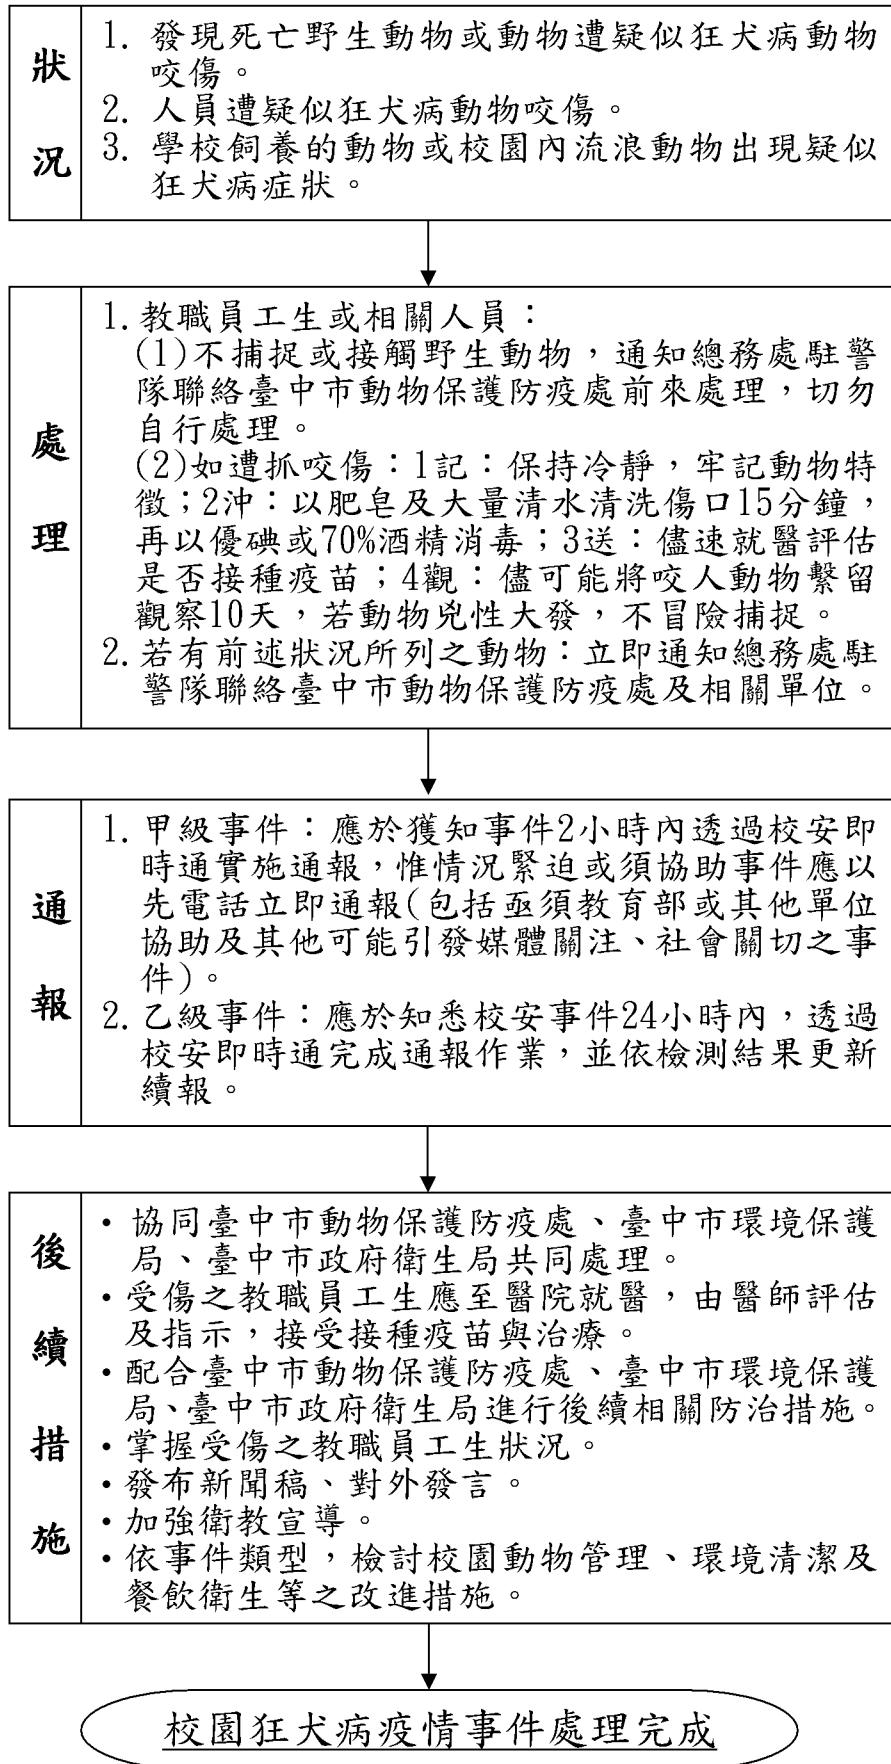 狀況
1. 發現死亡野生動物或動物遭疑似狂犬病動物
咬傷。
2. 人員遭疑似狂犬病動物咬傷。
3. 學校飼養的動物或校園內流浪動物出現疑似
狂犬病症狀。
處理
1. 教職員工生或相關人員：
(1)不捕捉或接觸野生動物，通知總務處駐警
隊聯絡臺中市動物保護防疫處前來處理，切勿
自行處理。
(2)如遭抓咬傷：1記：保持冷靜，牢記動物特
徵；2沖：以肥皂及大量清水清洗傷口15分鐘，
再以優碘或70%酒精消毒；3送：儘速就醫評估
是否接種疫苗；4觀：儘可能將咬人動物繫留
觀察10天，若動物兇性大發，不冒險捕捉。
2. 若有前述狀況所列之動物：立即通知總務處駐
警隊聯絡臺中市動物保護防疫處及相關單位。
通報
1. 甲級事件：應於獲知事件2小時內透過校安即
時通實施通報，惟情況緊迫或須協助事件應以
先電話立即通報(包括亟須教育部或其他單位
協助及其他可能引發媒體關注、社會關切之事
件)。
2. 乙級事件：應於知悉校安事件24小時內，透過
校安即時通完成通報作業，並依檢測結果更新
續報。
後續措施
• 協同臺中市動物保護防疫處、臺中市環境保護
局、臺中市政府衛生局共同處理。
• 受傷之教職員工生應至醫院就醫，由醫師評估
及指示，接受接種疫苗與治療。
• 配合臺中市動物保護防疫處、臺中市環境保護
局、臺中市政府衛生局進行後續相關防治措施。
• 掌握受傷之教職員工生狀況。
• 發布新聞稿、對外發言。
• 加強衛教宣導。
• 依事件類型，檢討校園動物管理、環境清潔及
餐飲衛生等之改進措施。
校園狂犬病疫情事件處理完成